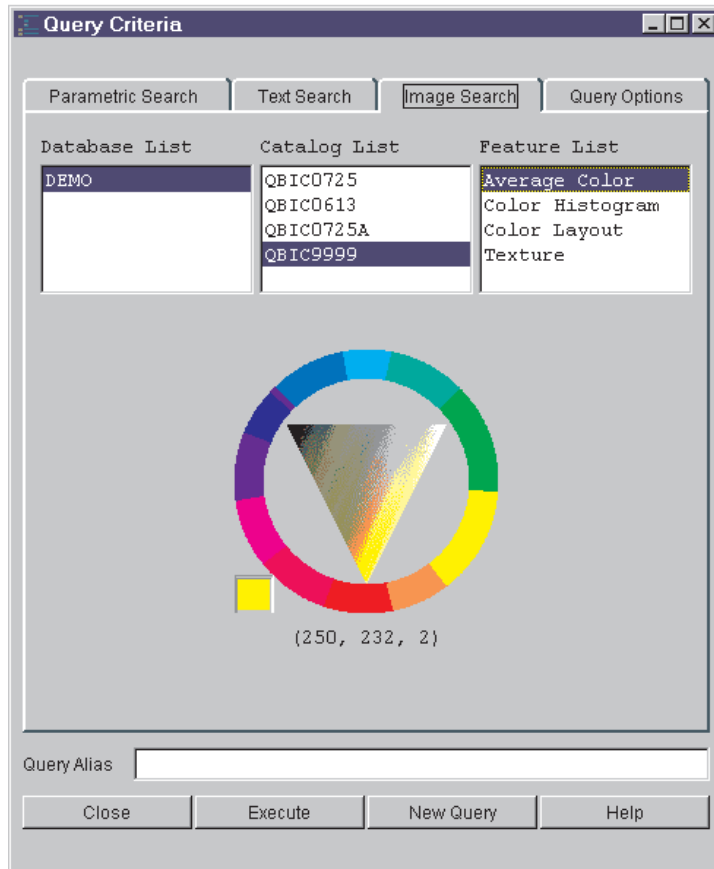 Query Criteria
Parametric Search Text Search Image Search Query Options
Database List Catalog List Feature List
DEMO QBIC0725 Average Color
QBIC0613 Color Histogram
QBIC0725A Color Layout
QBIC9999 Texture
(250, 232, 2)
Query Alias
Close Execute New Query Help